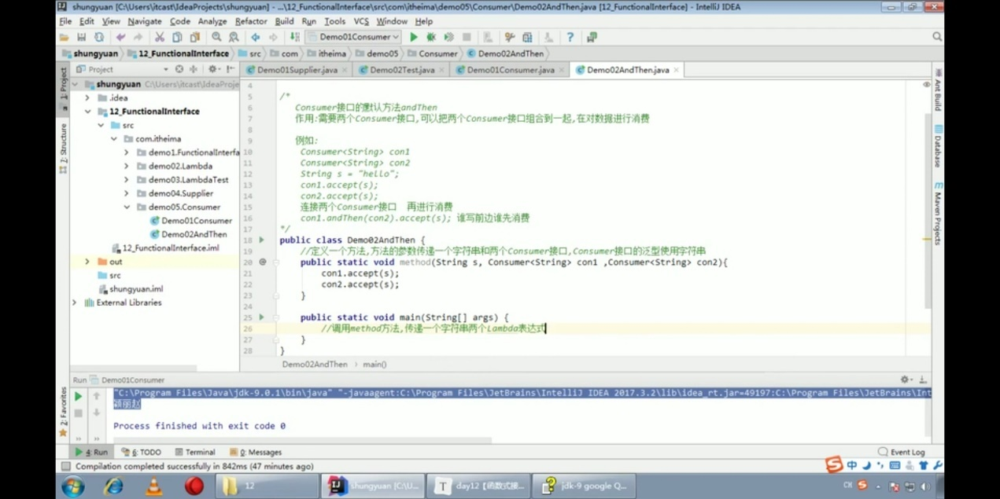 shungyuan [C:\Users\itcast\IdeaProjects\shungyuan] - ...\12_FunctionalInterface\src\com\itheima\demo05\Consumer\Demo02AndThen.java [12_FunctionalInterface] - IntelliJ IDEA
File Edit View Navigate Code Analyze Refactor Build Run Tools VCS Window Help
Demo01Consumer
shungyuan 12_FunctionalInterface src com itheima demo05 Consumer Demo02AndThen
Project
Demo01Supplier.java Demo02Test.java Demo01Consumer.java Demo02AndThen.java
1: Project
2: Structure
2: Favorites
shungyuan C:\Users\itcast\IdeaProje
.idea
12_FunctionalInterface
src
com.itheima
demo1.FunctionalInterfa
demo02.Lambda
demo03.LambdaTest
demo04.Supplier
demo05.Consumer
Demo01Consumer
Demo02AndThen
12_FunctionalInterface.iml
out
src
shungyuan.iml
External Libraries
4
5 /*
6 Consumer接口的默认方法andThen
7 作用:需要两个Consumer接口,可以把两个Consumer接口组合到一起,在对数据进行消费
8
9 例如:
10 Consumer<String> con1
11 Consumer<String> con2
12 String s = "hello";
13 con1.accept(s);
14 con2.accept(s);
15 连接两个Consumer接口 再进行消费
16 con1.andThen(con2).accept(s); 谁写前边谁先消费
17 */
18 public class Demo02AndThen {
19 //定义一个方法,方法的参数传递一个字符串和两个Consumer接口,Consumer接口的泛型使用字符串
20 public static void method(String s, Consumer<String> con1 ,Consumer<String> con2){
21 con1.accept(s);
22 con2.accept(s);
23 }
24
25 public static void main(String[] args) {
26 //调用method方法,传递一个字符串两个Lambda表达式
27 }
28 }
Demo02AndThen main()
Ant Build
Database
Maven Projects
Run Demo01Consumer
"C:\Program Files\Java\jdk-9.0.1\bin\java" "-javaagent:C:\Program Files\JetBrains\IntelliJ IDEA 2017.3.2\lib\idea_rt.jar=49197:C:\Program Files\JetBrains\Int
颖丽赵
Process finished with exit code 0
4: Run 6: TODO Terminal 0: Messages Event Log
Compilation completed successfully in 842ms (47 minutes ago)
中
12 shungyuan [C:\U... day12【函数式接... jdk-9 google Q...
CH